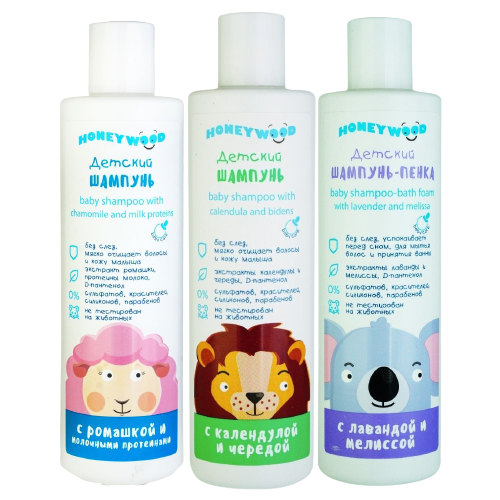 HONEYWOOD
Детский
ШАМПУНЬ
baby shampoo with
chamomile and milk proteins
без слез,
мягко очищает волосы
и кожу малыша
экстракт ромашки,
протеины молока,
D-пантенол
0%
сульфатов, красителей,
силиконов, парабенов
не тестирован
на животных
с ромашкой и
молочными протеинами
HONEYWOOD
Детский
ШАМПУНЬ
baby shampoo with
calendula and bidens
без слез,
мягко очищает волосы
и кожу малыша
экстракты календулы и
череды, D-пантенол
0%
сульфатов, красителей,
силиконов, парабенов
не тестирован
на животных
с календулой
и чередой
HONEYWOOD
Детский
ШАМПУНЬ-ПЕНКА
baby shampoo-bath foam
with lavender and melissa
без слез, успокаивает
перед сном, для мытья
волос и принятия ванны
экстракты лаванды и
мелиссы, D-пантенол
0%
сульфатов, красителей,
силиконов, парабенов
не тестирован
на животных
с лавандой и
мелиссой